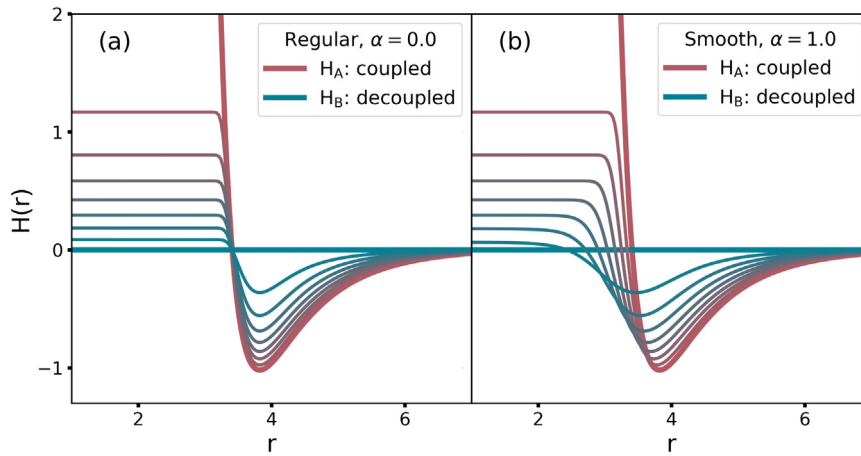 (a)
Regular, α = 0.0
H_A: coupled
H_B: decoupled
(b)
Smooth, α = 1.0
H_A: coupled
H_B: decoupled
H(r)
2
1
0
−1
2
4
6
2
4
6
r
r